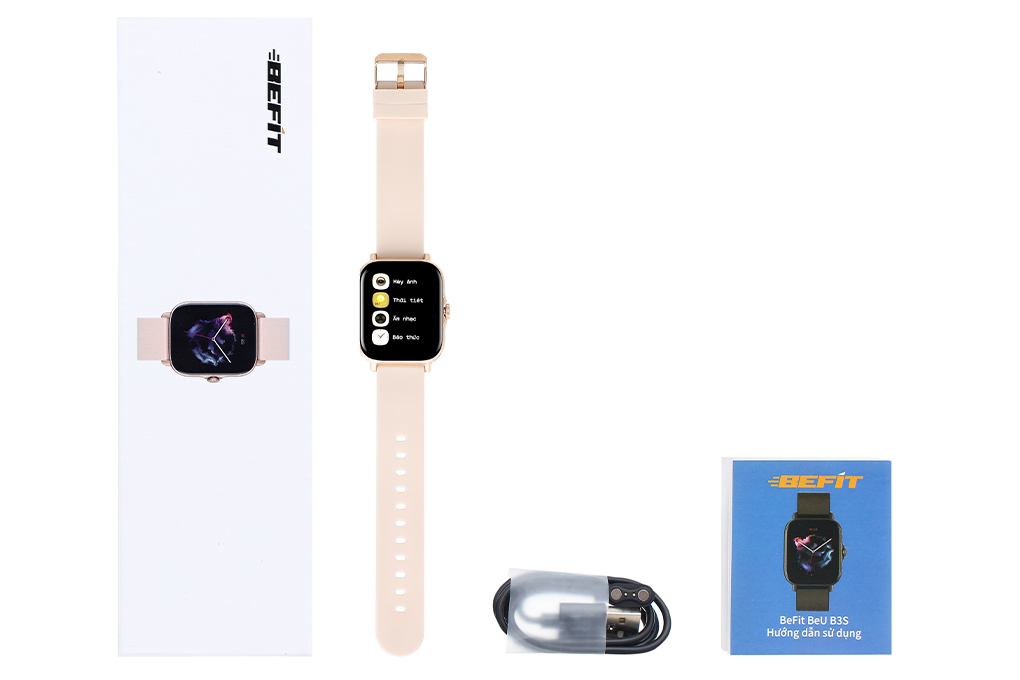 BEFIT
Máy ảnh
Thời tiết
Âm nhạc
Báo thức
BEFIT
BeFit BeU B3S
Hướng dẫn sử dụng